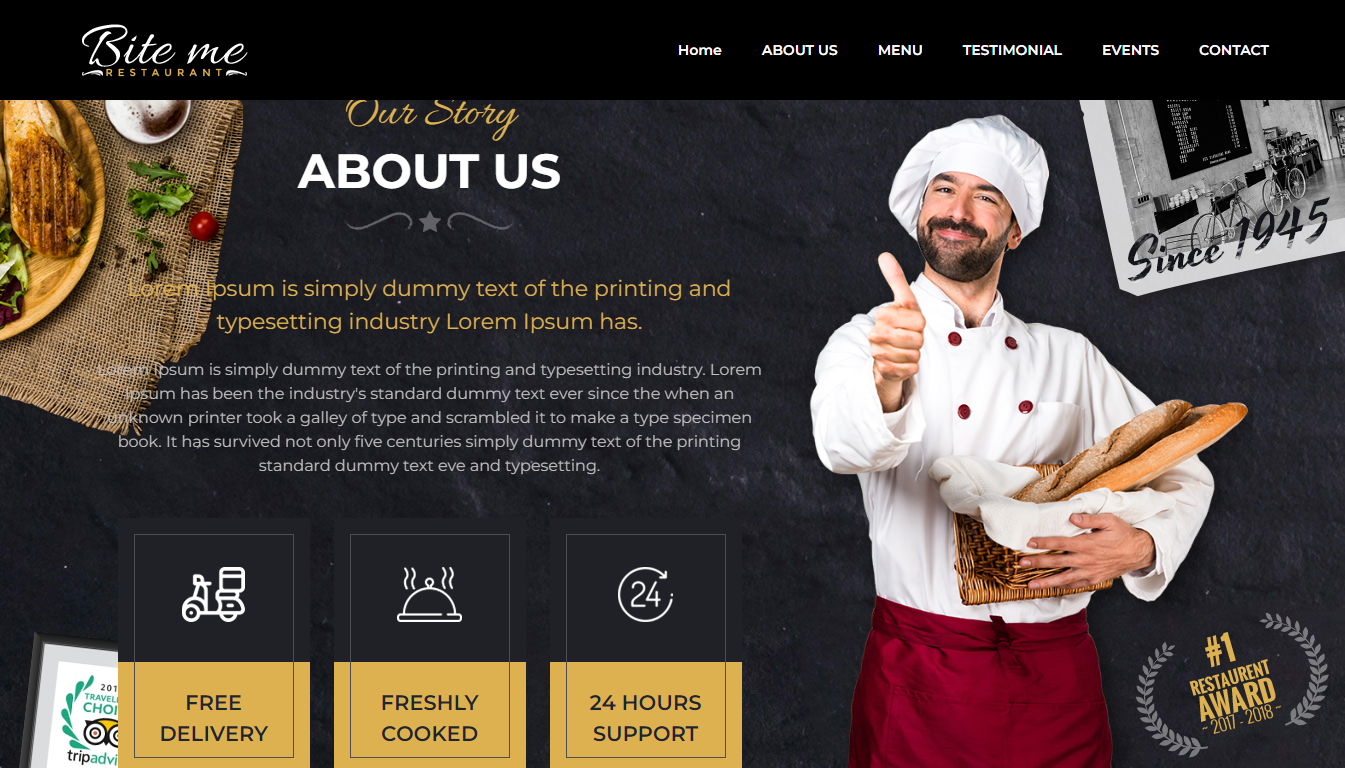 Bite me
RESTAURANT
Home ABOUT US MENU TESTIMONIAL EVENTS CONTACT
Our Story
ABOUT US
Since 1945
Lorem Ipsum is simply dummy text of the printing and
typesetting industry Lorem Ipsum has.
Lorem Ipsum is simply dummy text of the printing and typesetting industry. Lorem
Ipsum has been the industry's standard dummy text ever since the when an
unknown printer took a galley of type and scrambled it to make a type specimen
book. It has survived not only five centuries simply dummy text of the printing
standard dummy text eve and typesetting.
24
FREE
DELIVERY
FRESHLY
COOKED
24 HOURS
SUPPORT
201
TRAVELL
CHOI
tripadvi
#1
RESTAURENT
AWARD
~ 2017 - 2018 ~